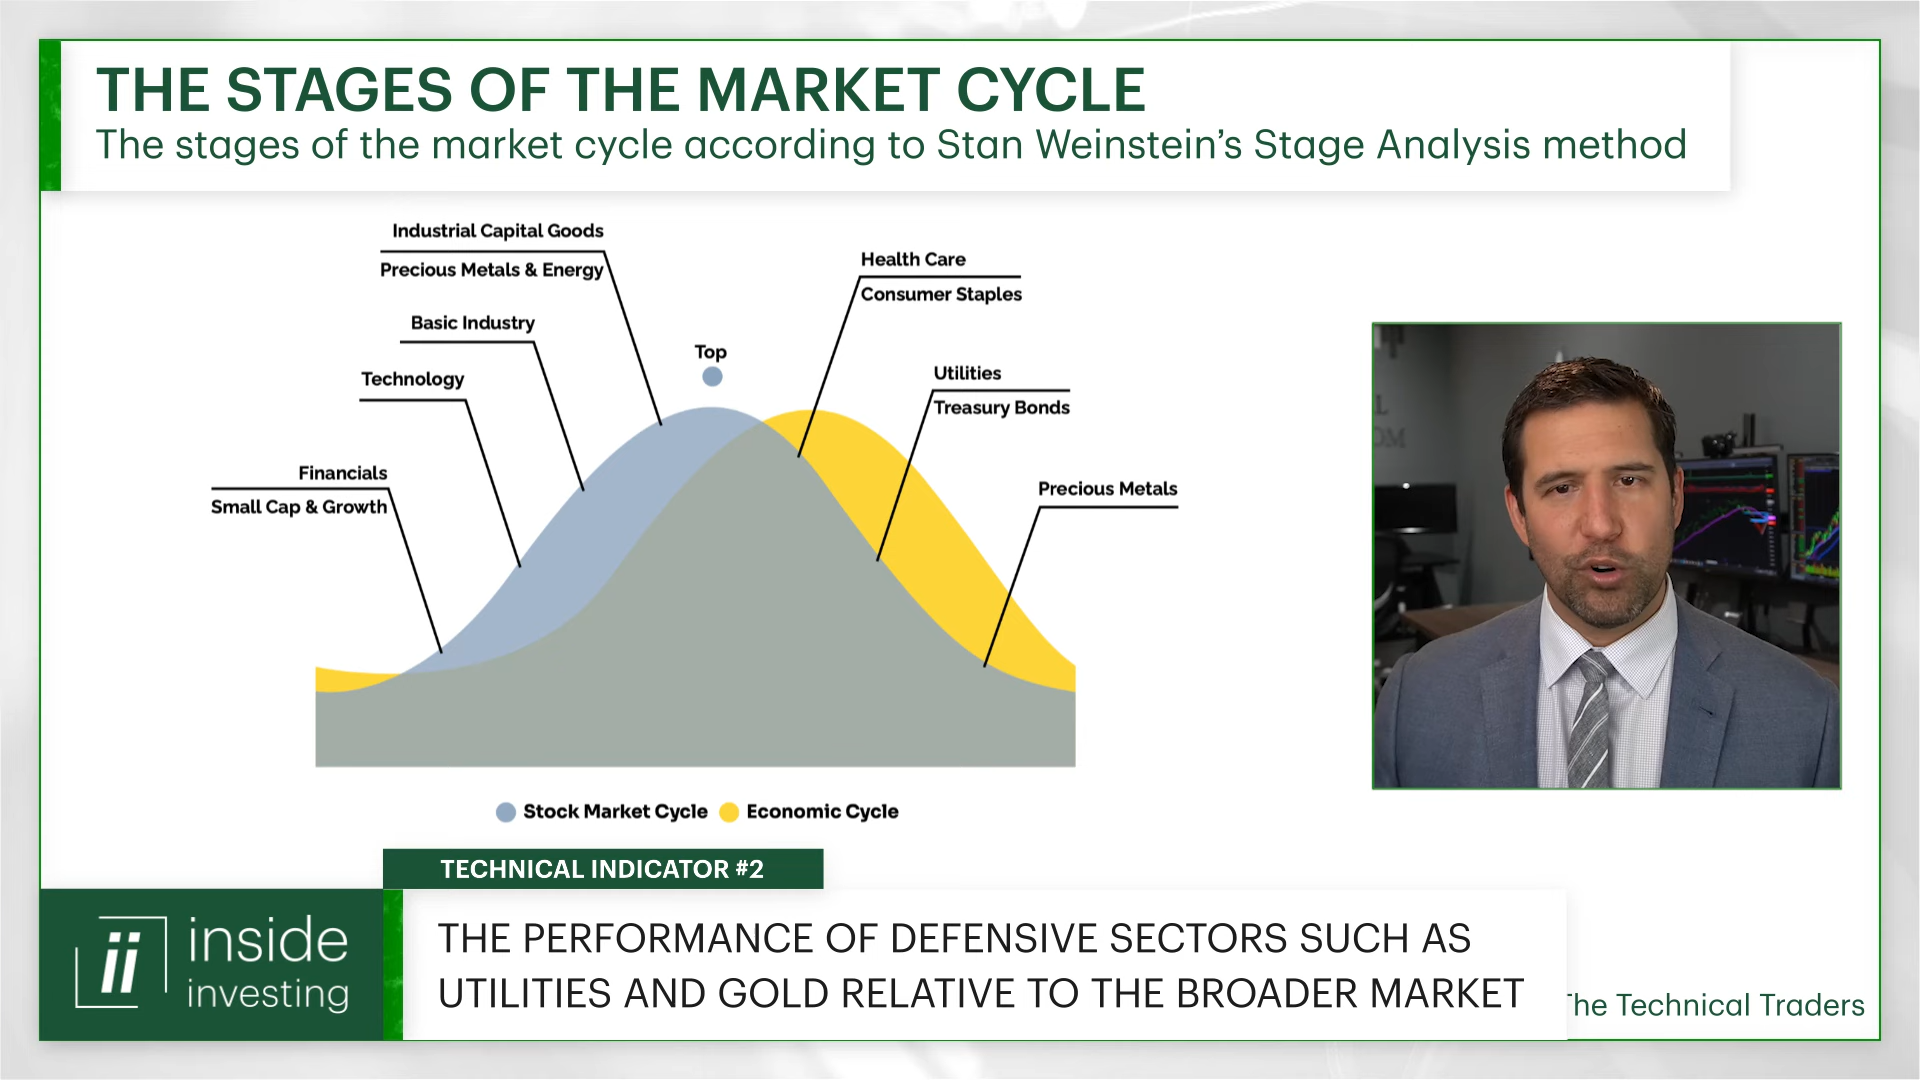 THE STAGES OF THE MARKET CYCLE
The stages of the market cycle according to Stan Weinstein’s Stage Analysis method
Industrial Capital Goods
Precious Metals & Energy
Basic Industry
Technology
Financials
Small Cap & Growth
Top
Health Care
Consumer Staples
Utilities
Treasury Bonds
Precious Metals
Stock Market Cycle
Economic Cycle
TECHNICAL INDICATOR #2
ii inside
investing
THE PERFORMANCE OF DEFENSIVE SECTORS SUCH AS
UTILITIES AND GOLD RELATIVE TO THE BROADER MARKET
The Technical Traders